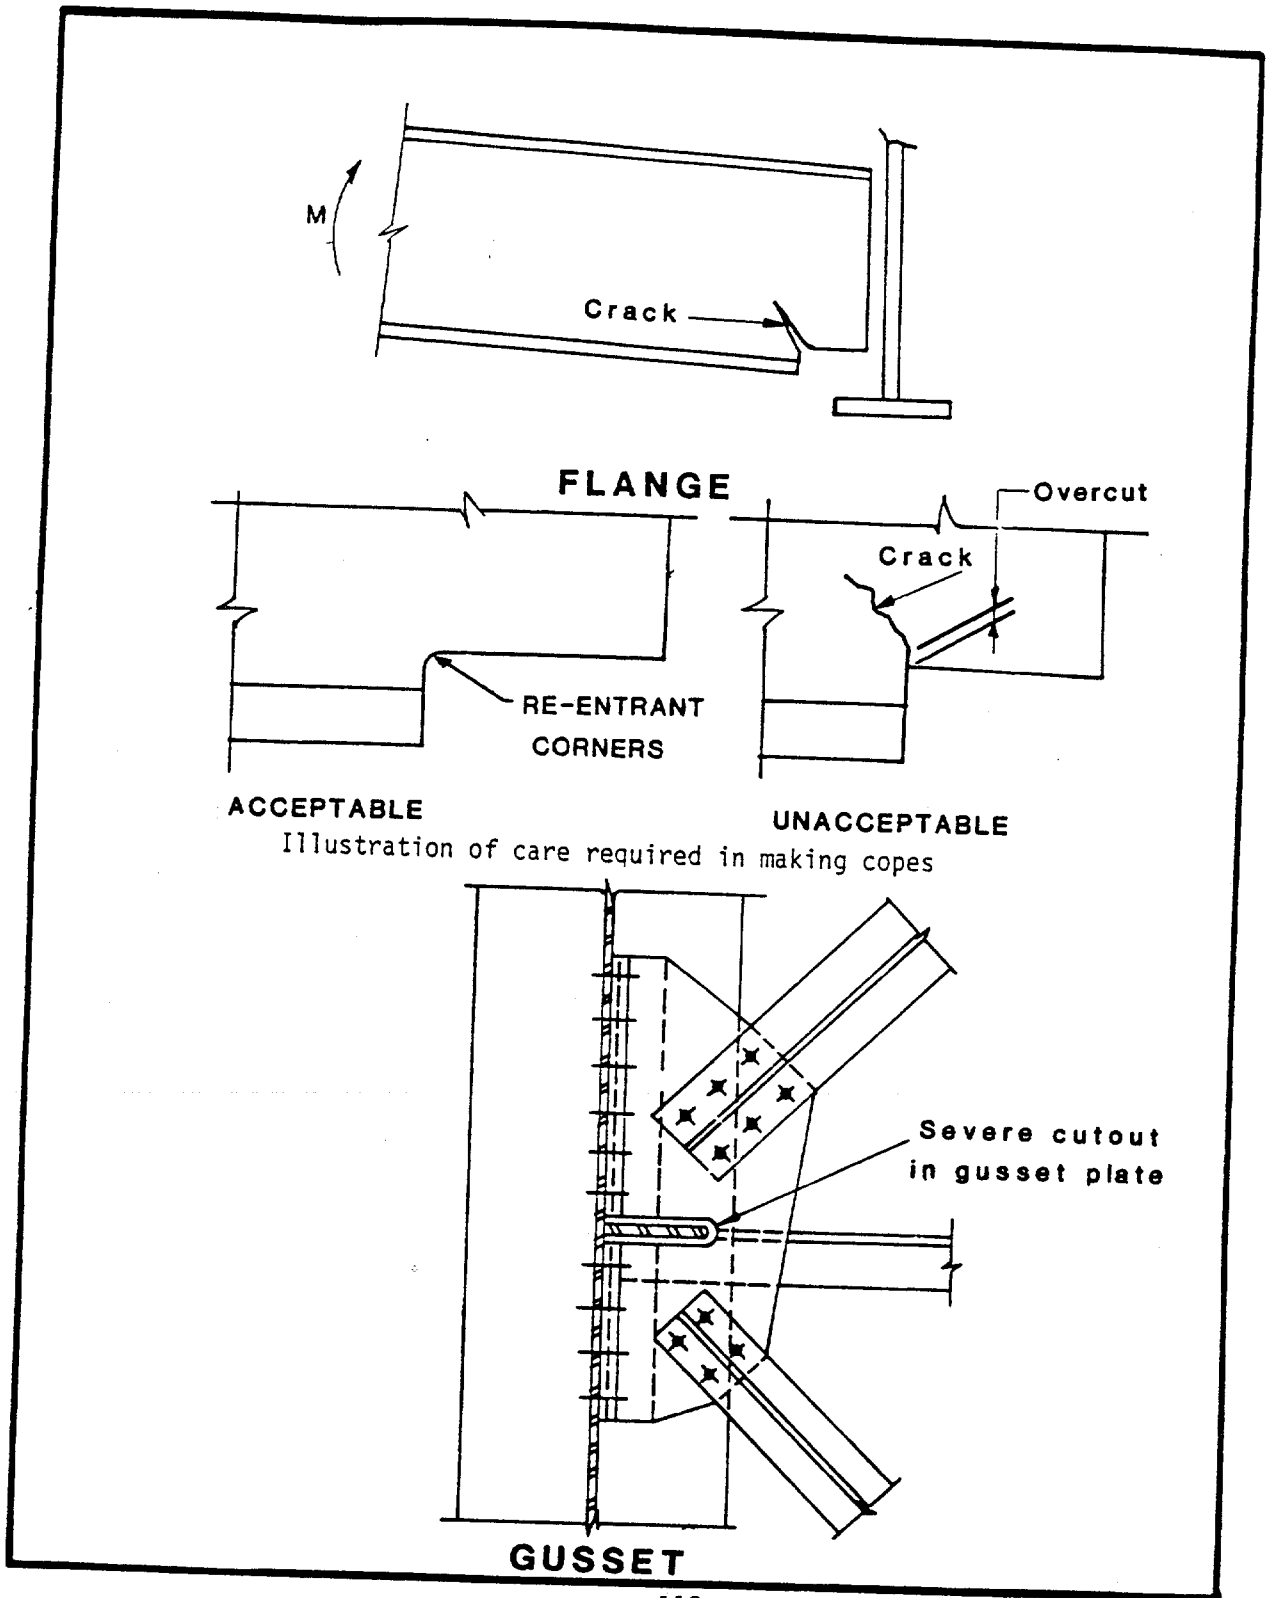 M
Crack
FLANGE
Overcut
Crack
RE-ENTRANT
CORNERS
ACCEPTABLE
UNACCEPTABLE
Illustration of care required in making copes
Severe cutout
in gusset plate
GUSSET